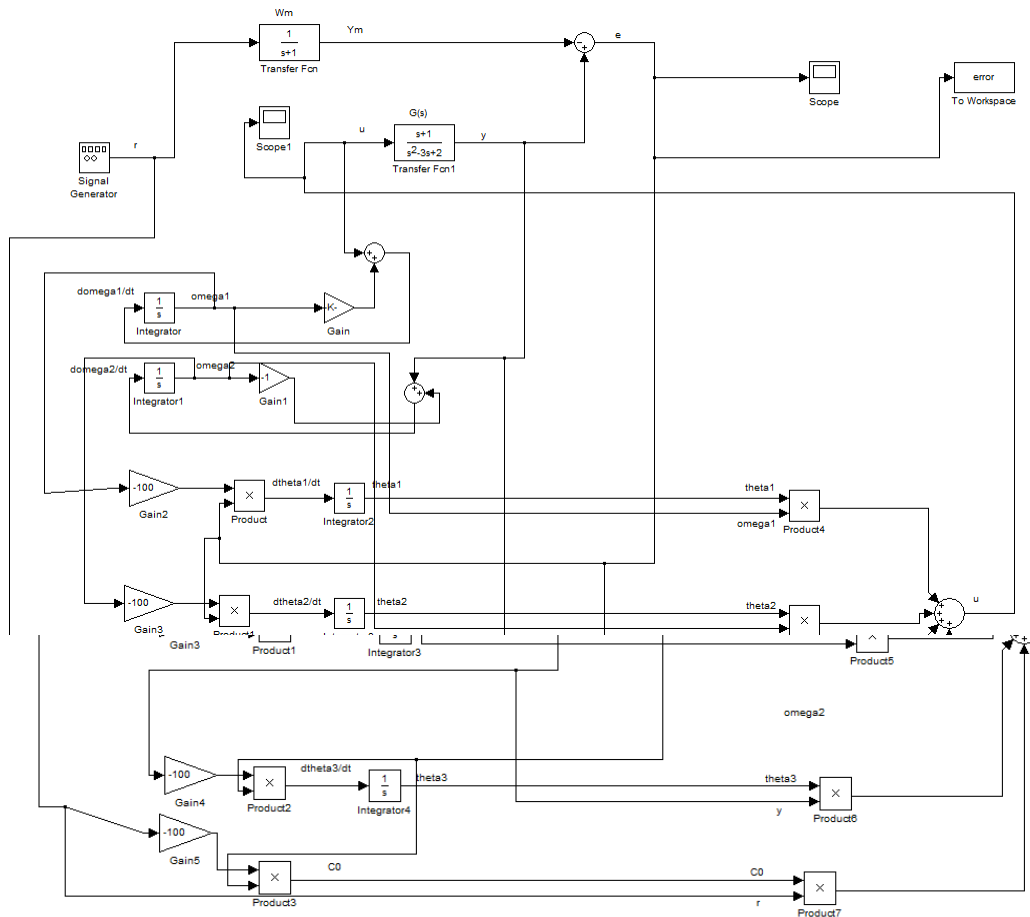 Wm
1
s+1
Transfer Fcn
Ym
e
Scope
error
To Workspace
Scope1
u
G(s)
s+1
s²-3s+2
Transfer Fcn1
y
Signal
Generator
r
domega1/dt
1
s
Integrator
omega1
-K-
Gain
domega2/dt
1
s
Integrator1
omega2
-1
Gain1
-100
Gain2
Product
dtheta1/dt
1
s
Integrator2
theta1
theta1
omega1
Product4
-100
Gain3
Product1
dtheta2/dt
1
s
theta2
theta2
u
Gain3
Product1
s
Integrator3
Product5
omega2
-100
Gain4
Product2
dtheta3/dt
1
s
Integrator4
theta3
theta3
y
Product6
-100
Gain5
Product3
C0
C0
r
Product7